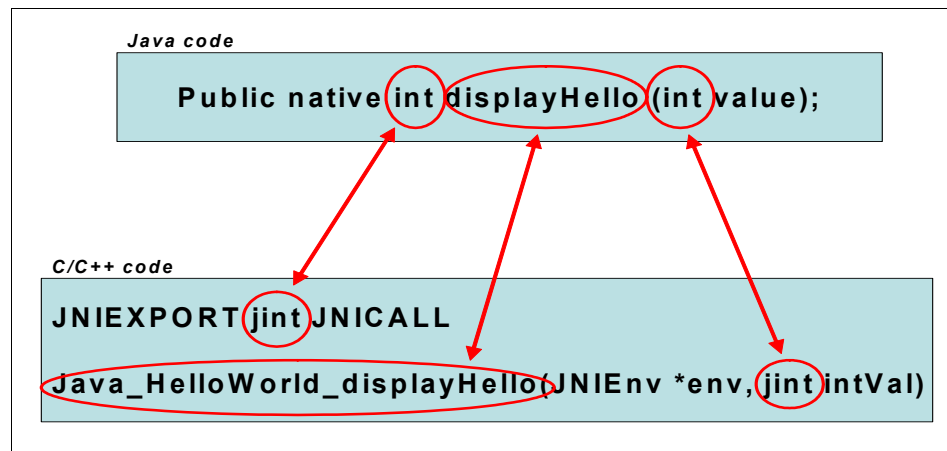 Java code
Public native int displayHello (int value);
C/C++ code
JNIEXPORT jint JNICALL
Java_HelloWorld_displayHello(JNIEnv *env, jint intVal)